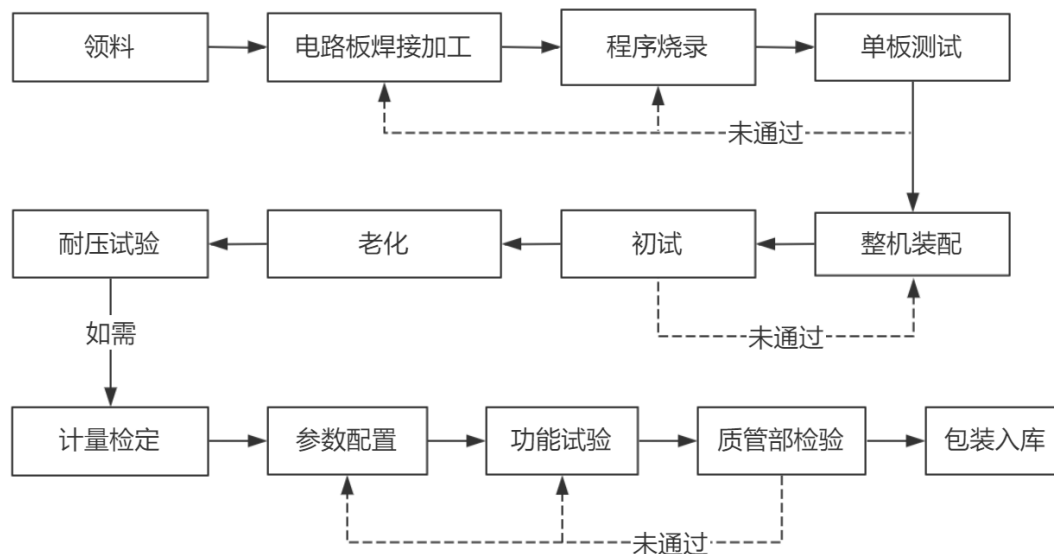 领料
电路板焊接加工
程序烧录
单板测试
未通过
耐压试验
老化
初试
整机装配
如需
未通过
计量检定
参数配置
功能试验
质管部检验
包装入库
未通过